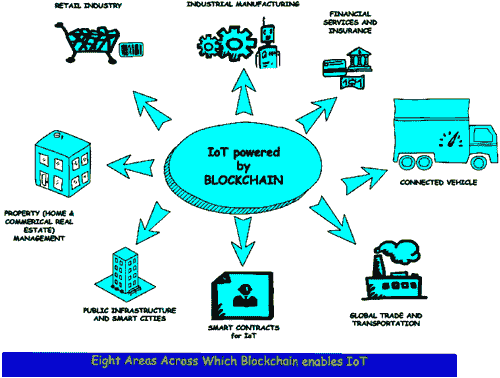 RETAIL INDUSTRY
INDUSTRIAL MANUFACTURING
FINANCIAL
SERVICES AND
INSURANCE
IoT powered
by
BLOCKCHAIN
CONNECTED VEHICLE
PROPERTY (HOME &
COMMERICAL REAL
ESTATE)
MANAGEMENT
PUBLIC INFRASTRUCTURE
AND SMART CITIES
SMART CONTRACTS
for IoT
GLOBAL TRADE AND
TRANSPORTATION
Eight Areas Across Which Blockchain enables IoT